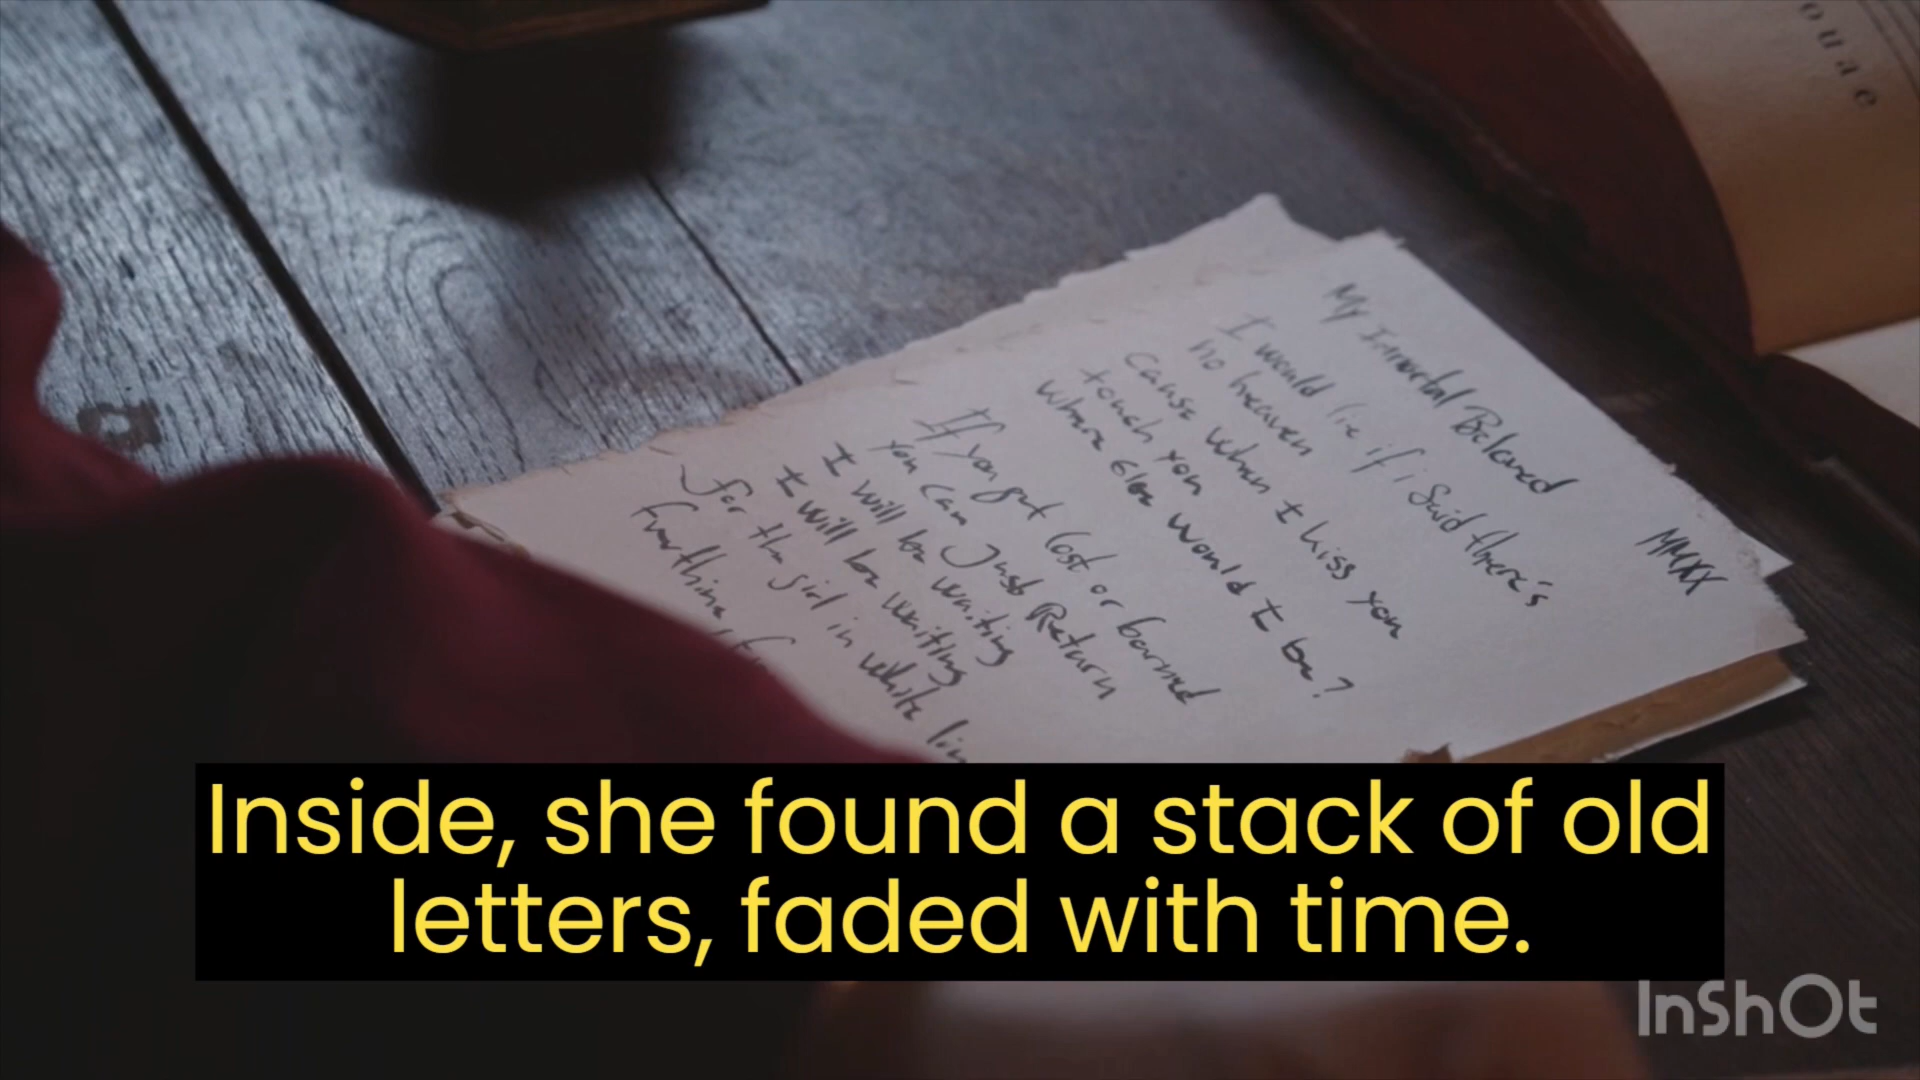 ouae
My Immortal Beloved
MMXX
I would lie if i Said there's
no heaven
Cause when I kiss you
touch you
where else would I be?
If you get lost or
You can Just Return
I will be waiting
I will be waiting
for the girl in white
Inside, she found a stack of old
letters, faded with time.
InShOt